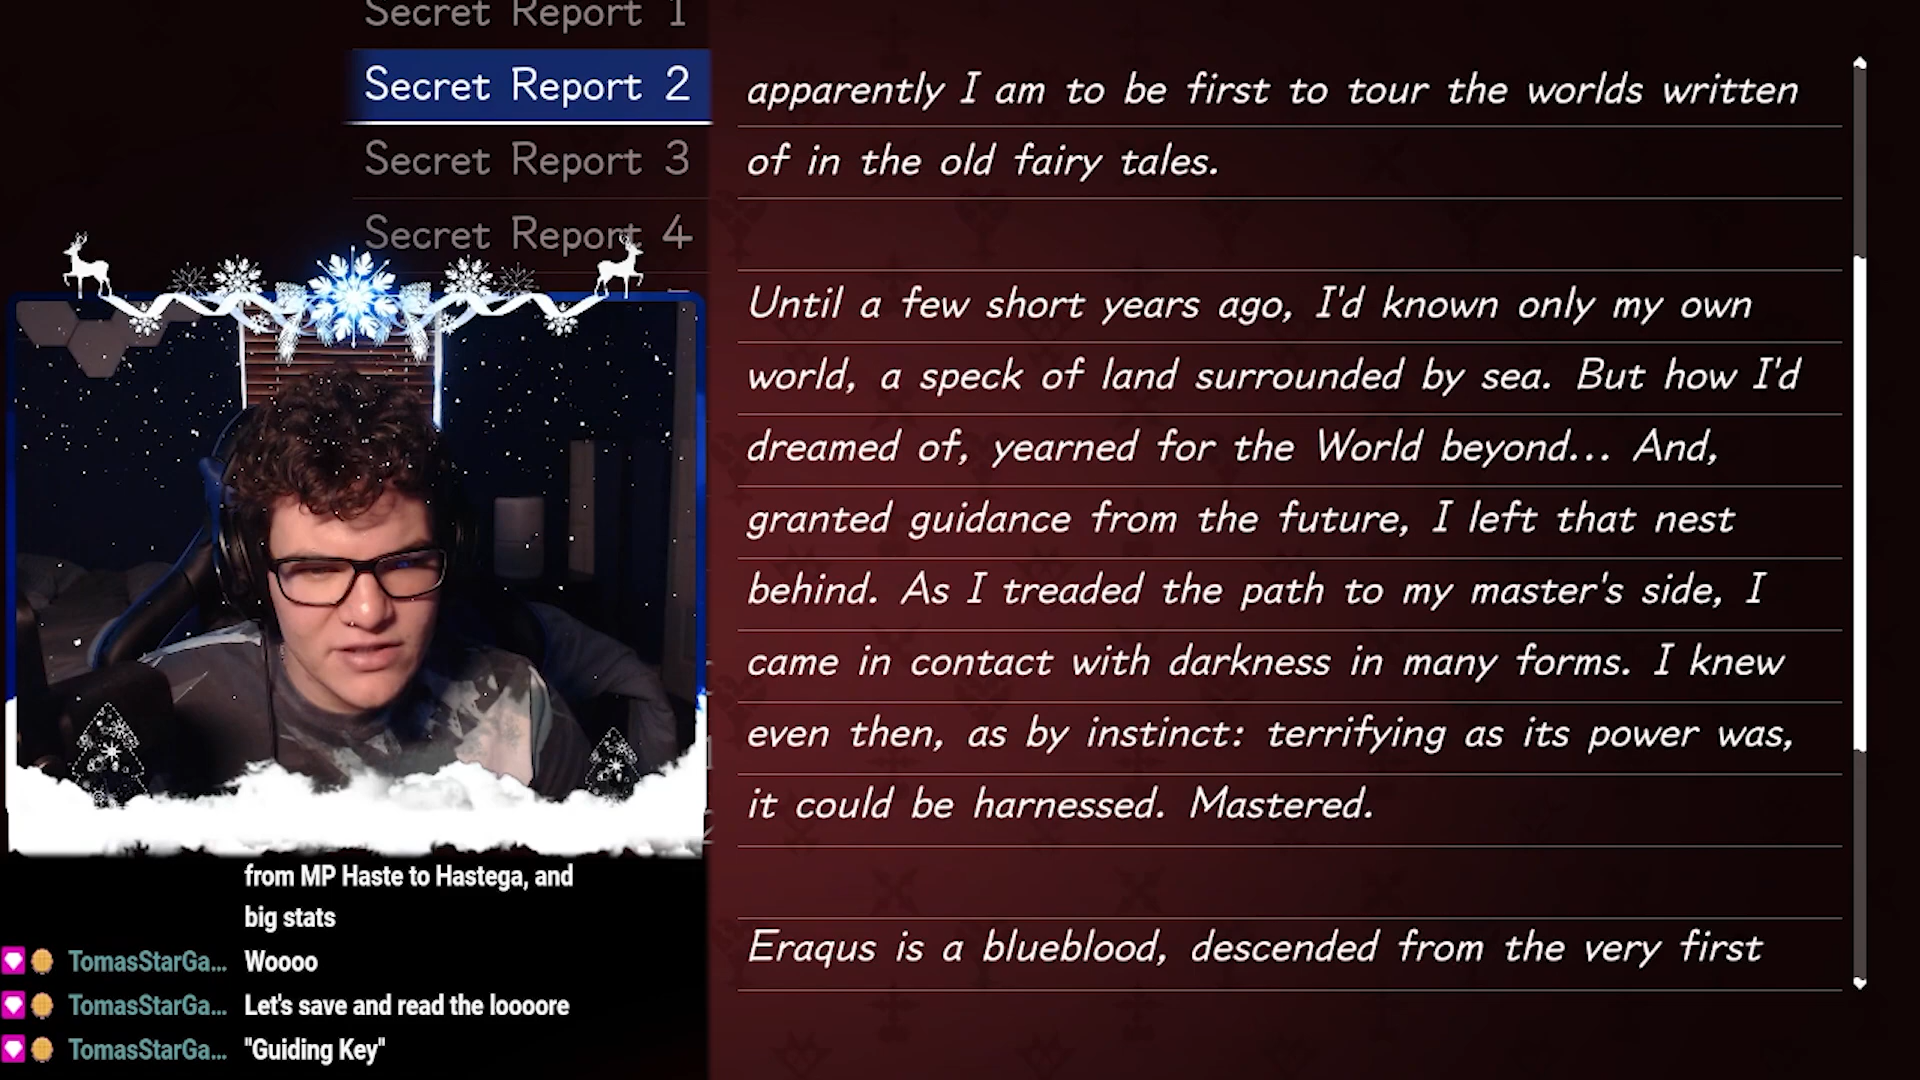 Secret Report 1
Secret Report 2
Secret Report 3
Secret Report 4
apparently I am to be first to tour the worlds written
of in the old fairy tales.
Until a few short years ago, I'd known only my own
world, a speck of land surrounded by sea. But how I'd
dreamed of, yearned for the World beyond... And,
granted guidance from the future, I left that nest
behind. As I treaded the path to my master's side, I
came in contact with darkness in many forms. I knew
even then, as by instinct: terrifying as its power was,
it could be harnessed. Mastered.
Eraqus is a blueblood, descended from the very first
from MP Haste to Hastega, and
big stats
TomasStarGa... Woooo
TomasStarGa... Let's save and read the loooore
TomasStarGa... "Guiding Key"